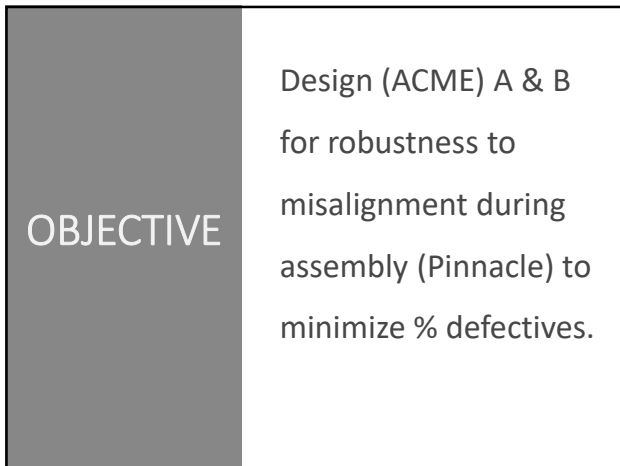 OBJECTIVE
Design (ACME) A & B
for robustness to
misalignment during
assembly (Pinnacle) to
minimize % defectives.